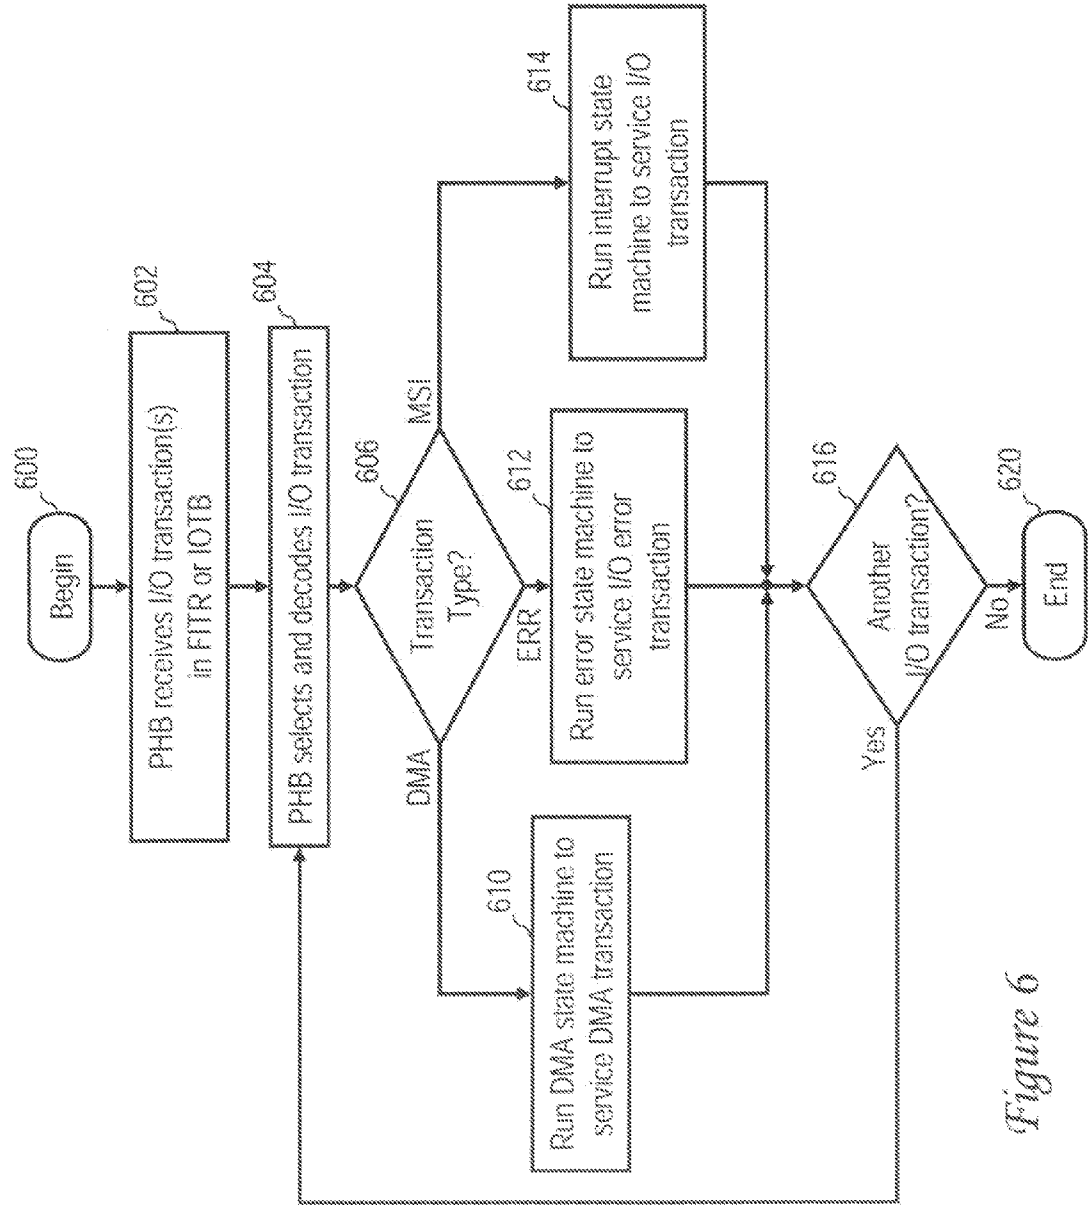 600
Begin
602
PHB receives I/O transaction(s)
in FITR or IOTB
604
PHB selects and decodes I/O transaction
606
Transaction
Type?
DMA
ERR
MSI
610
Run DMA state machine to
service DMA transaction
612
Run error state machine to
service I/O error
transaction
614
Run interrupt state
machine to service I/O
transaction
616
Another
I/O transaction?
Yes
No
620
End
Figure 6